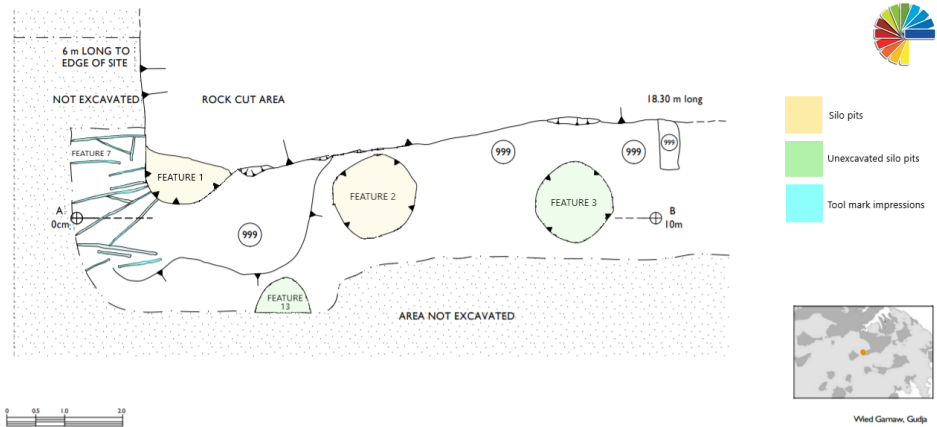 6 m LONG TO
EDGE OF SITE
NOT EXCAVATED
ROCK CUT AREA
18.30 m long
FEATURE 7
999
999
999
FEATURE 1
FEATURE 2
FEATURE 3
A
0cm
B
10m
999
FEATURE
13
AREA NOT EXCAVATED
Silo pits
Unexcavated silo pits
Tool mark impressions
0 0.5 1.0 2.0
Wied Garnaw, Gudja